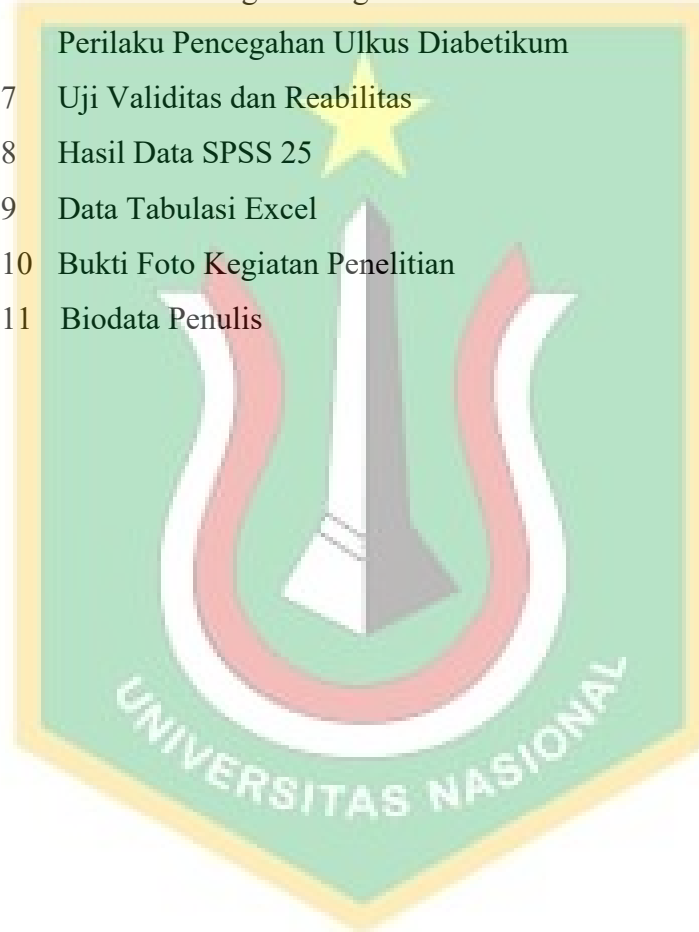 Perilaku Pencegahan Ulkus Diabetikum
7 Uji Validitas dan Reabilitas
8 Hasil Data SPSS 25
9 Data Tabulasi Excel
10 Bukti Foto Kegiatan Penelitian
11 Biodata Penulis
UNIVERSITAS NASIONAL